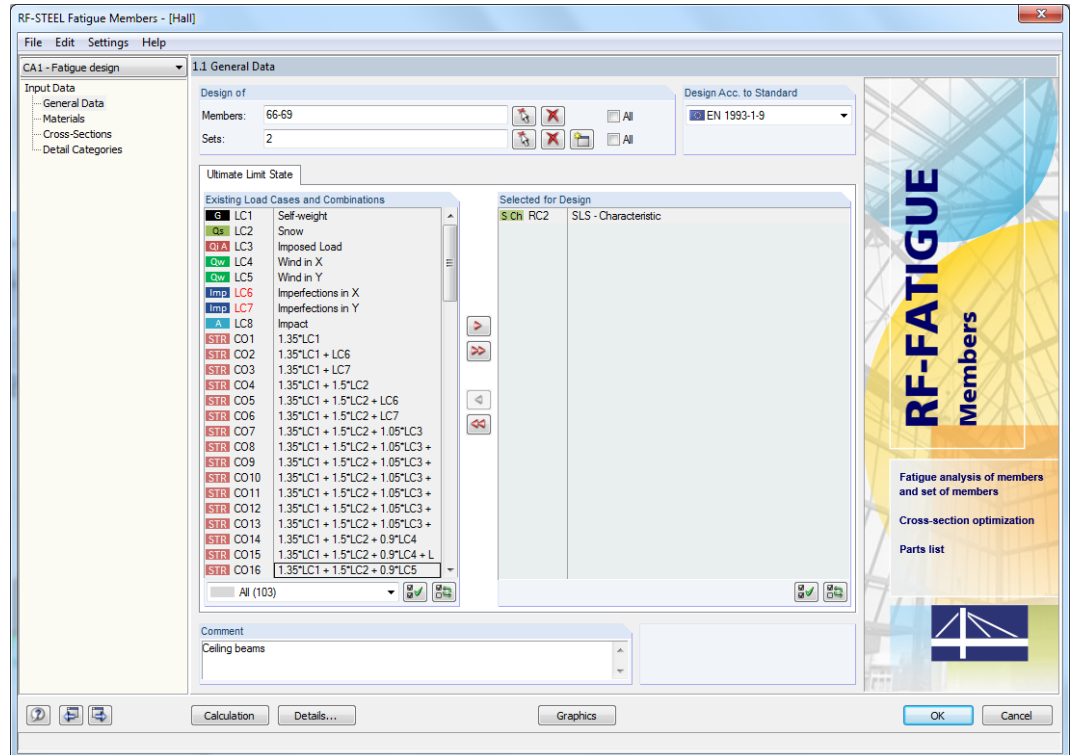 RF-STEEL Fatigue Members - [Hall]
File Edit Settings Help
CA1 - Fatigue design
Input Data
General Data
Materials
Cross-Sections
Detail Categories
1.1 General Data
Design of
Members: 66-69 All
Sets: 2 All
Design Acc. to Standard
EN 1993-1-9
Ultimate Limit State
Existing Load Cases and Combinations
G LC1 Self-weight
Qs LC2 Snow
Qi A LC3 Imposed Load
Qw LC4 Wind in X
Qw LC5 Wind in Y
Imp LC6 Imperfections in X
Imp LC7 Imperfections in Y
A LC8 Impact
STR CO1 1.35*LC1
STR CO2 1.35*LC1 + LC6
STR CO3 1.35*LC1 + LC7
STR CO4 1.35*LC1 + 1.5*LC2
STR CO5 1.35*LC1 + 1.5*LC2 + LC6
STR CO6 1.35*LC1 + 1.5*LC2 + LC7
STR CO7 1.35*LC1 + 1.5*LC2 + 1.05*LC3
STR CO8 1.35*LC1 + 1.5*LC2 + 1.05*LC3 +
STR CO9 1.35*LC1 + 1.5*LC2 + 1.05*LC3 +
STR CO10 1.35*LC1 + 1.5*LC2 + 1.05*LC3 +
STR CO11 1.35*LC1 + 1.5*LC2 + 1.05*LC3 +
STR CO12 1.35*LC1 + 1.5*LC2 + 1.05*LC3 +
STR CO13 1.35*LC1 + 1.5*LC2 + 1.05*LC3 +
STR CO14 1.35*LC1 + 1.5*LC2 + 0.9*LC4
STR CO15 1.35*LC1 + 1.5*LC2 + 0.9*LC4 + L
STR CO16 1.35*LC1 + 1.5*LC2 + 0.9*LC5
All (103)
Selected for Design
S Ch RC2 SLS - Characteristic
Comment
Ceiling beams
RF-FATIGUE
Members
Fatigue analysis of members
and set of members
Cross-section optimization
Parts list
Calculation
Details...
Graphics
OK
Cancel